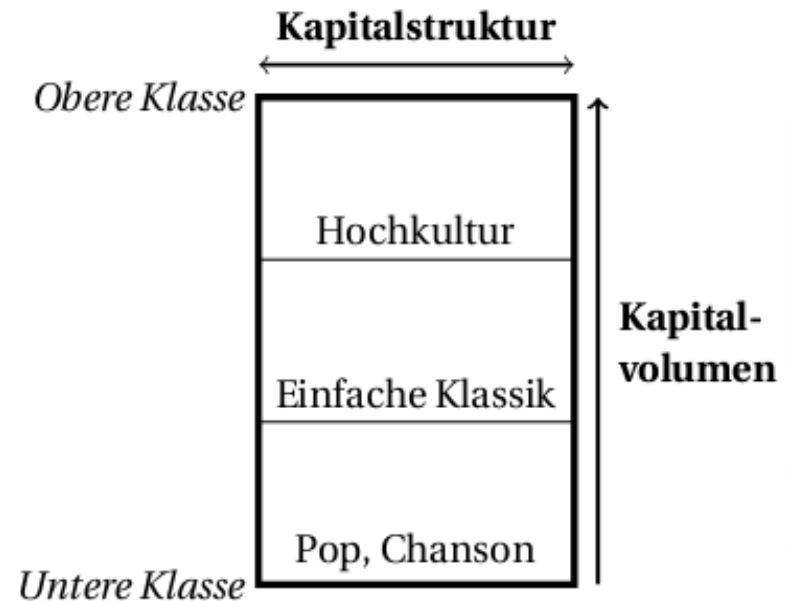 Kapitalstruktur
Obere Klasse
Hochkultur
Kapital-
volumen
Einfache Klassik
Pop, Chanson
Untere Klasse